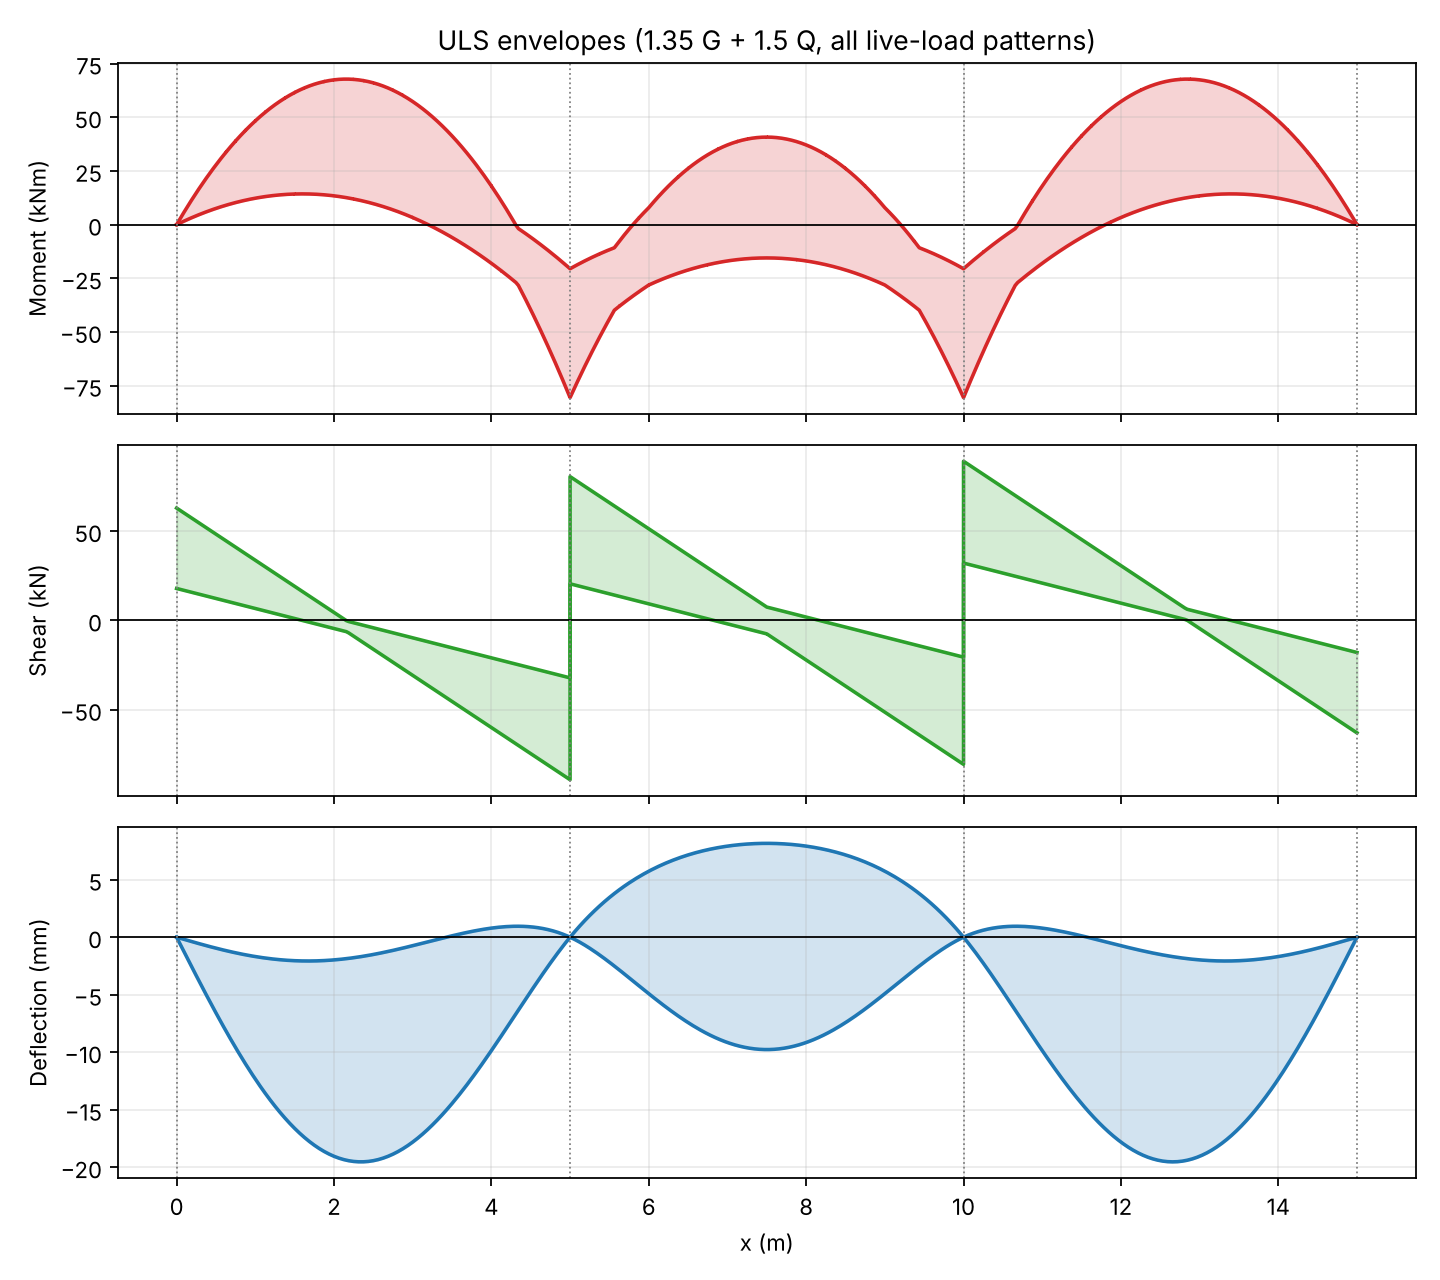 ULS envelopes (1.35 G + 1.5 Q, all live-load patterns)
Moment (kNm)
75
50
25
0
−25
−50
−75
Shear (kN)
50
0
−50
Deflection (mm)
5
0
−5
−10
−15
−20
0 2 4 6 8 10 12 14
x (m)